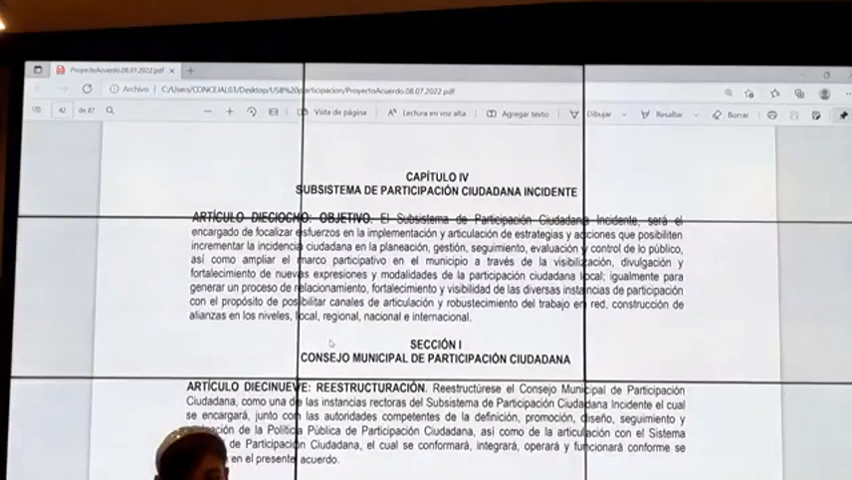 ProyectoAcuerdo.08.07.2022.pdf
Archivo C:/Users/CONCEJAL03/Desktop/USB%20participacion/ProyectoAcuerdo.08.07.2022.pdf
42 de 87 Vista de página Lectura en voz alta Agregar texto Dibujar Resaltar Borrar
CAPÍTULO IV
SUBSISTEMA DE PARTICIPACIÓN CIUDADANA INCIDENTE
ARTÍCULO DIECIOCHO: OBJETIVO. El Subsistema de Participación Ciudadana Incidente, será el
encargado de focalizar esfuerzos en la implementación y articulación de estrategias y acciones que posibiliten
incrementar la incidencia ciudadana en la planeación, gestión, seguimiento, evaluación y control de lo público,
así como ampliar el marco participativo en el municipio a través de la visibilización, divulgación y
fortalecimiento de nuevas expresiones y modalidades de la participación ciudadana local; igualmente para
generar un proceso de relacionamiento, fortalecimiento y visibilidad de las diversas instancias de participación
con el propósito de posibilitar canales de articulación y robustecimiento del trabajo en red, construcción de
alianzas en los niveles, local, regional, nacional e internacional.
SECCIÓN I
CONSEJO MUNICIPAL DE PARTICIPACIÓN CIUDADANA
ARTÍCULO DIECINUEVE: REESTRUCTURACIÓN. Reestructúrese el Consejo Municipal de Participación
Ciudadana, como una de las instancias rectoras del Subsistema de Participación Ciudadana Incidente el cual
se encargará, junto con las autoridades competentes de la definición, promoción, diseño, seguimiento y
de la Política Pública de Participación Ciudadana, así como de la articulación con el Sistema
de Participación Ciudadana, el cual se conformará, integrará, operará y funcionará conforme se
en el presente acuerdo.